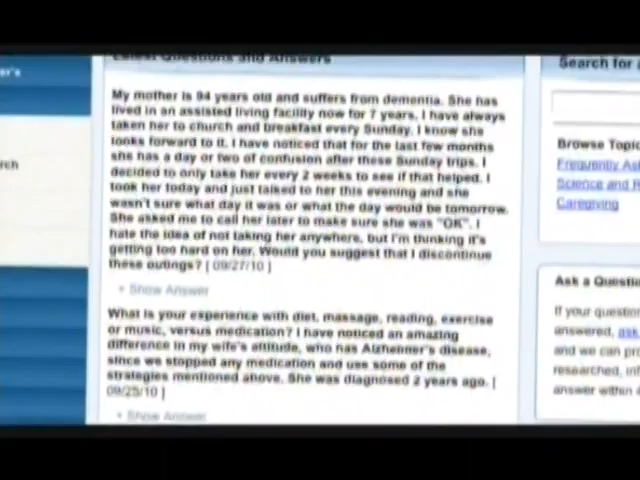 Latest Questions and Answers
My mother is 94 years old and suffers from dementia. She has
lived in an assisted living facility now for 7 years. I have always
taken her to church and breakfast every Sunday. I know she
looks forward to it. I have noticed that for the last few months
she has a day or two of confusion after these Sunday trips. I
decided to only take her every 2 weeks to see if that helped. I
took her today and just talked to her this evening and she
wasn't sure what day it was or what the day would be tomorrow.
She asked me to call her later to make sure she was "OK". I
hate the idea of not taking her anywhere, but I'm thinking it's
getting too hard on her. Would you suggest that I discontinue
these outings? [ 09/27/10 ]
+ Show Answer
What is your experience with diet, massage, reading, exercise
or music, versus medication? I have noticed an amazing
difference in my wife's attitude, who has Alzheimer's disease,
since we stopped any medication and use some of the
strategies mentioned above. She was diagnosed 2 years ago. [
09/25/10 ]
+ Show Answer
er's
rch
Search for a
Browse Topic
Frequently As
Science and R
Caregiving
Ask a Questio
If your question
answered, ask
and we can pro
researched, inf
answer within